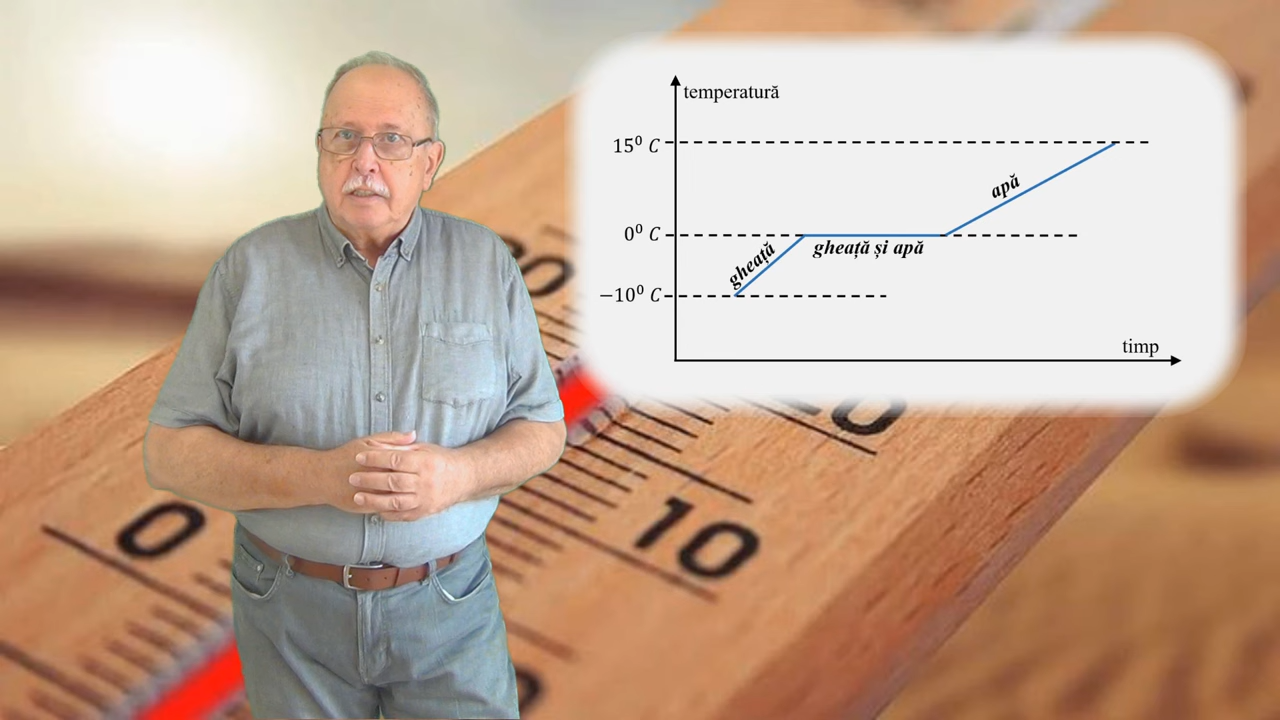 temperatură
15⁰ C
apă
0⁰ C
gheață
gheață și apă
−10⁰ C
timp
0
10